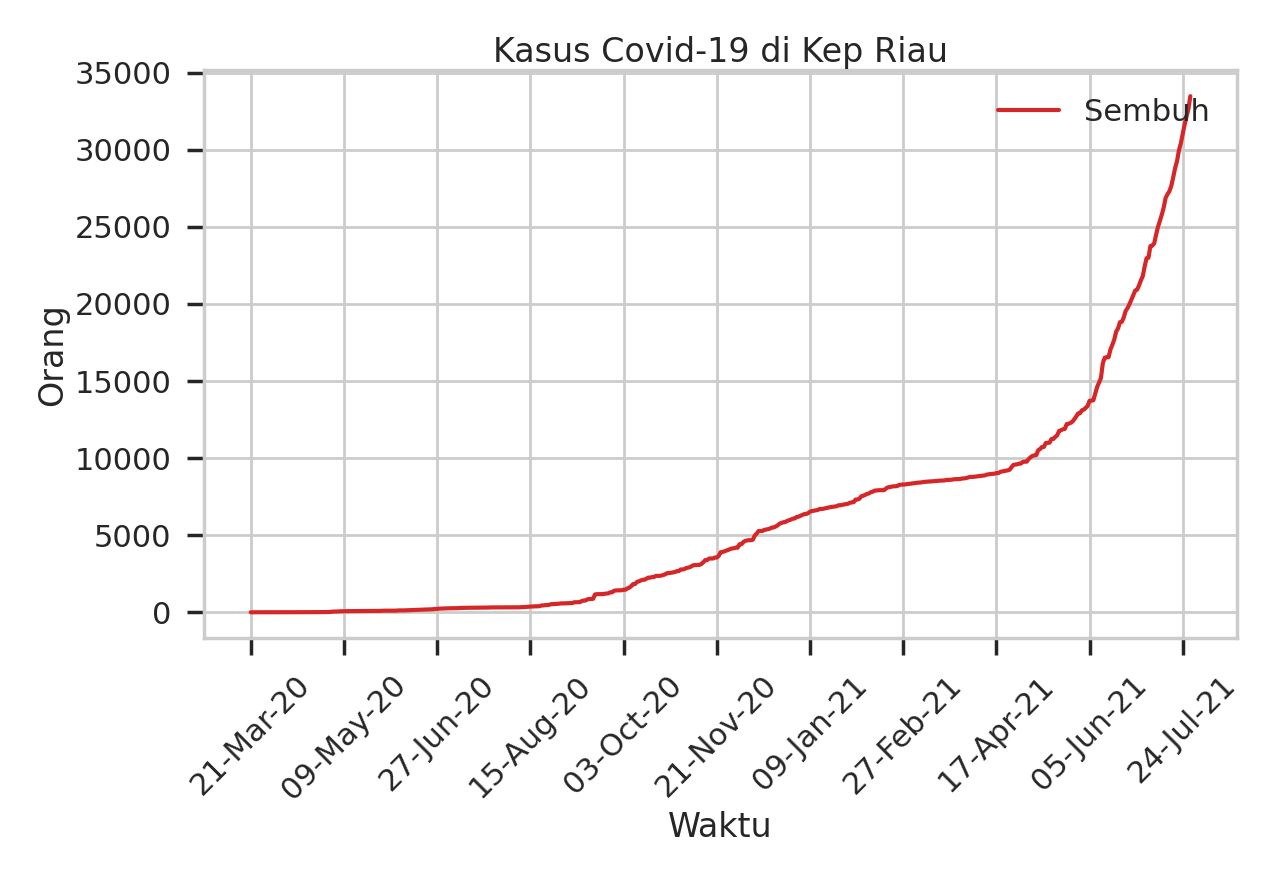 Kasus Covid-19 di Kep Riau
Sembuh
35000
30000
25000
20000
15000
10000
5000
0
Orang
21-Mar-20
09-May-20
27-Jun-20
15-Aug-20
03-Oct-20
21-Nov-20
09-Jan-21
27-Feb-21
17-Apr-21
05-Jun-21
24-Jul-21
Waktu